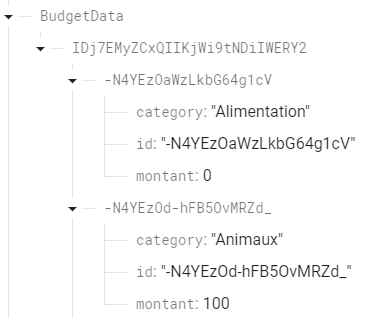 BudgetData
IDj7EMyZCxQIIKjWi9tNDiIWERY2
-N4YEzOaWzLkbG64g1cV
category: "Alimentation"
id: "-N4YEzOaWzLkbG64g1cV"
montant: 0
-N4YEzOd-hFB5OvMRZd_
category: "Animaux"
id: "-N4YEzOd-hFB5OvMRZd_"
montant: 100